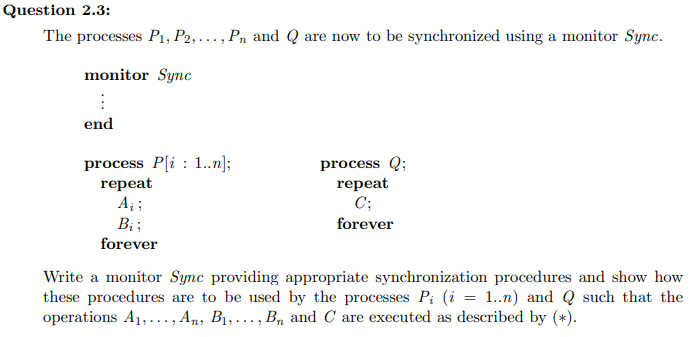 Question 2.3:
The processes P₁, P₂, . . . , Pₙ and Q are now to be synchronized using a monitor Sync.
monitor Sync
⋮
end
process P[i : 1..n];
repeat
Aᵢ ;
Bᵢ ;
forever
process Q;
repeat
C;
forever
Write a monitor Sync providing appropriate synchronization procedures and show how
these procedures are to be used by the processes Pᵢ (i = 1..n) and Q such that the
operations A₁, . . . , Aₙ, B₁, . . . , Bₙ and C are executed as described by (∗).